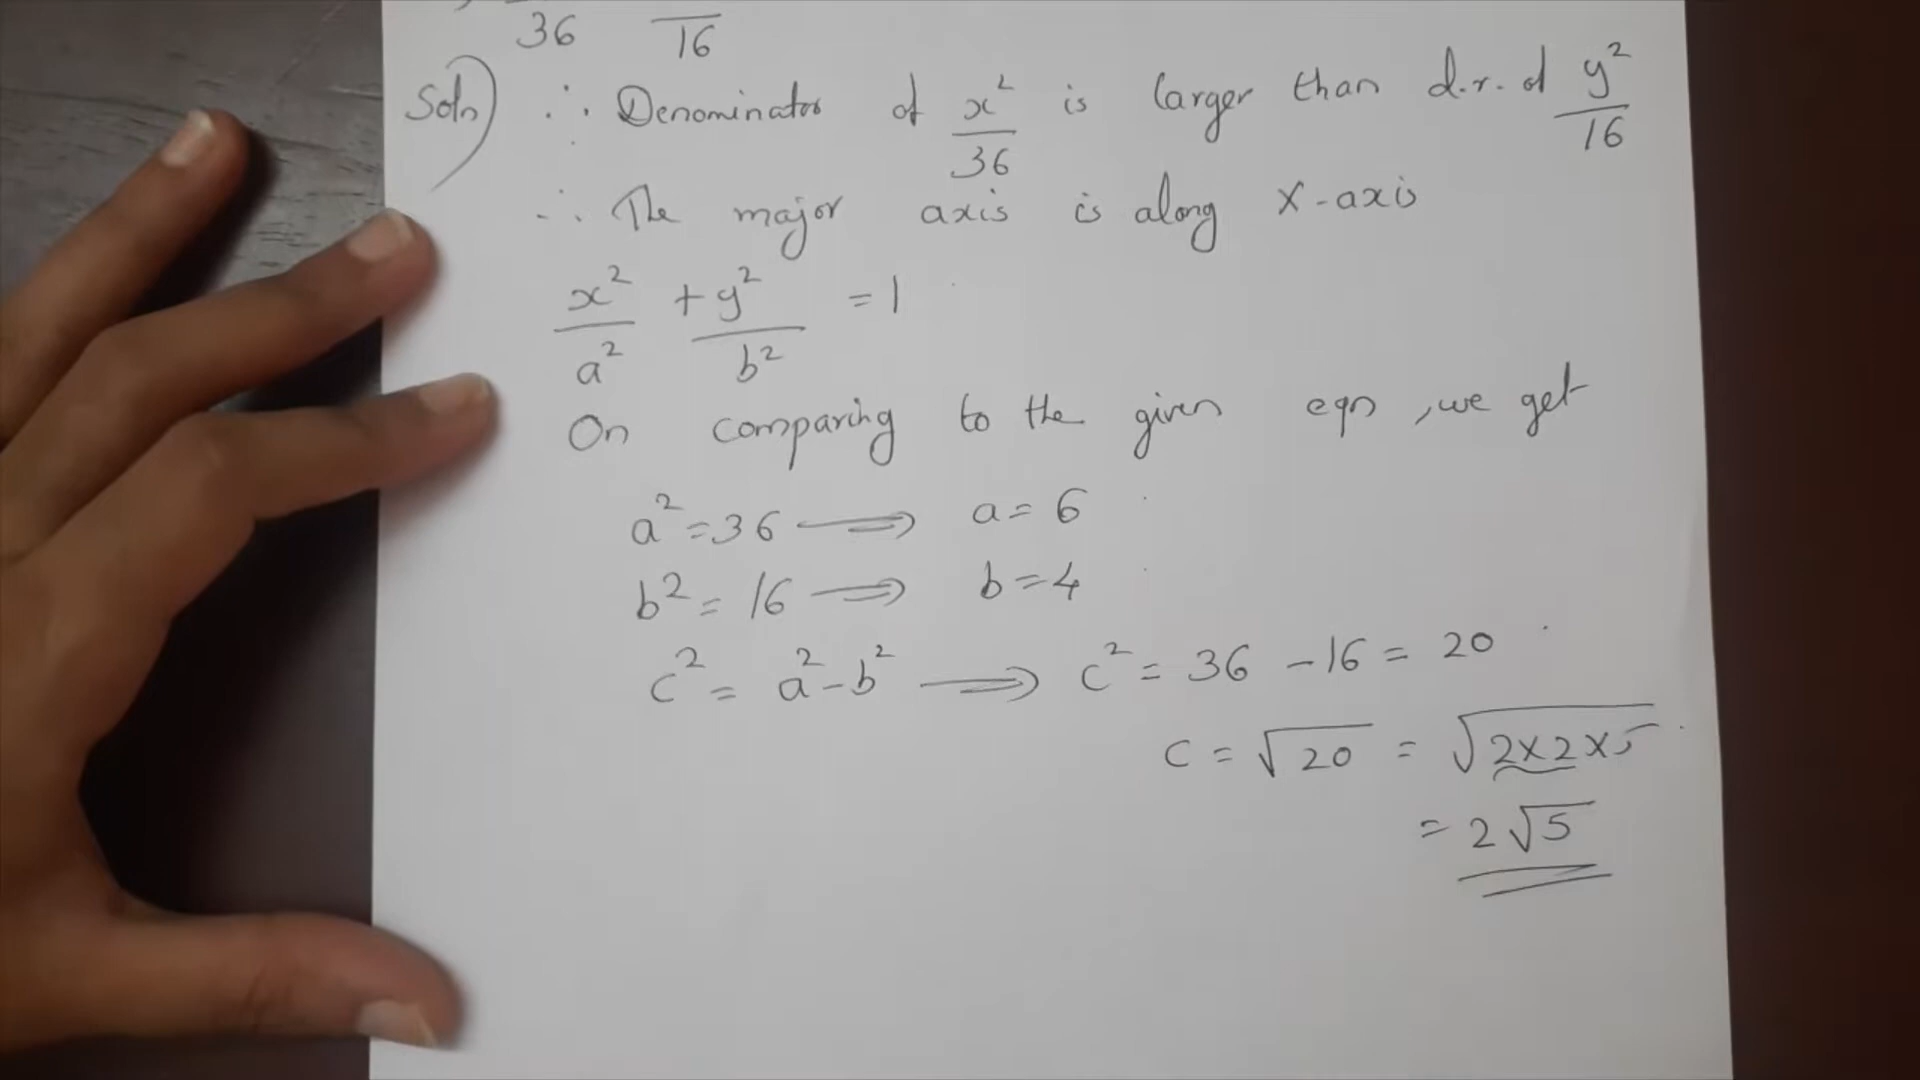 36 16
Soln) ∴ Denominator of x²/36 is larger than d.r. of y²/16
∴ The major axis is along X-axis
x²/a² + y²/b² = 1
On comparing to the given eqn, we get
a² = 36 ⟹ a = 6
b² = 16 ⟹ b = 4
c² = a² - b² ⟹ c² = 36 - 16 = 20
c = √20 = √2×2×5
= 2√5